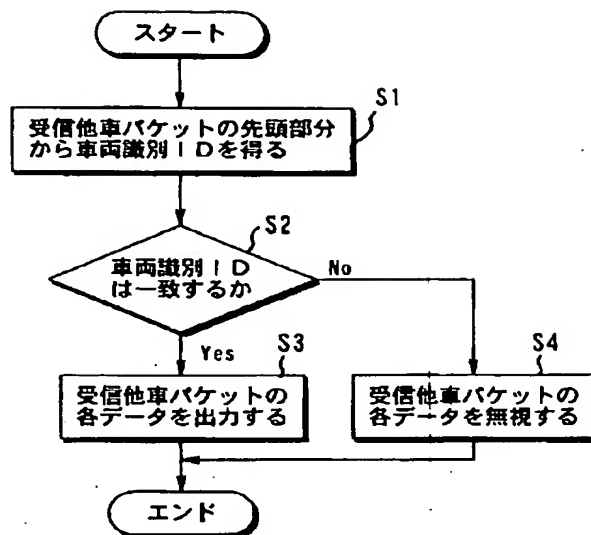 スタート
S1
受信他車パケットの先頭部分
から車両識別IDを得る
S2
車両識別ID
は一致するか
No
Yes
S3
受信他車パケットの
各データを出力する
S4
受信他車パケットの
各データを無視する
エンド